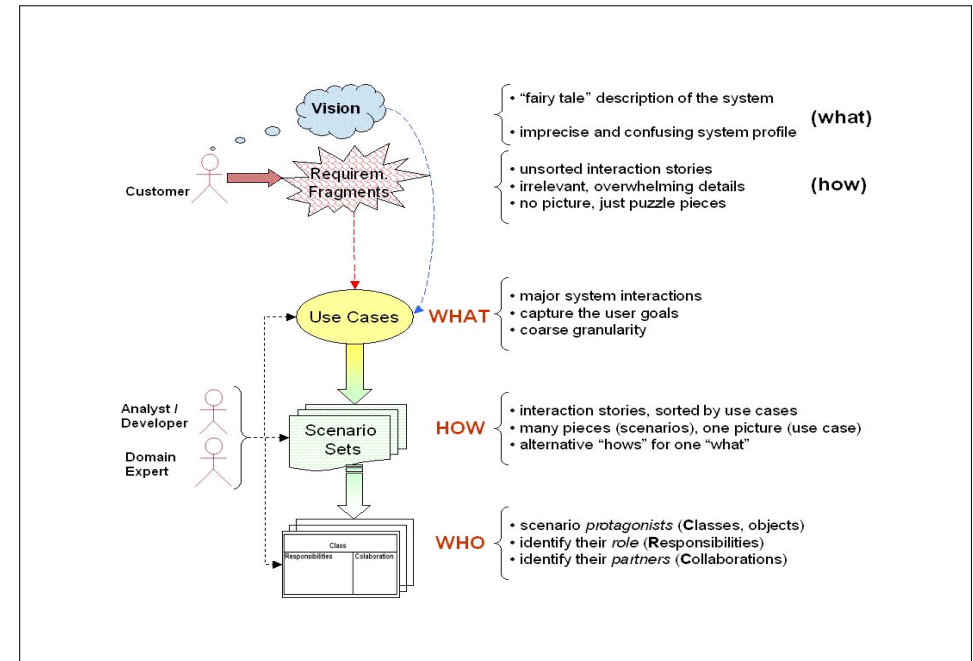 Vision
• “fairy tale” description of the system
• imprecise and confusing system profile
(what)
Customer
Requirem.
Fragments
• unsorted interaction stories
• irrelevant, overwhelming details
• no picture, just puzzle pieces
(how)
Use Cases
WHAT
• major system interactions
• capture the user goals
• coarse granularity
Analyst /
Developer
Domain
Expert
Scenario
Sets
HOW
• interaction stories, sorted by use cases
• many pieces (scenarios), one picture (use case)
• alternative “hows” for one “what”
Class
Responsibilities
Colaboration
WHO
• scenario protagonists (Classes, objects)
• identify their role (Responsibilities)
• identify their partners (Collaborations)